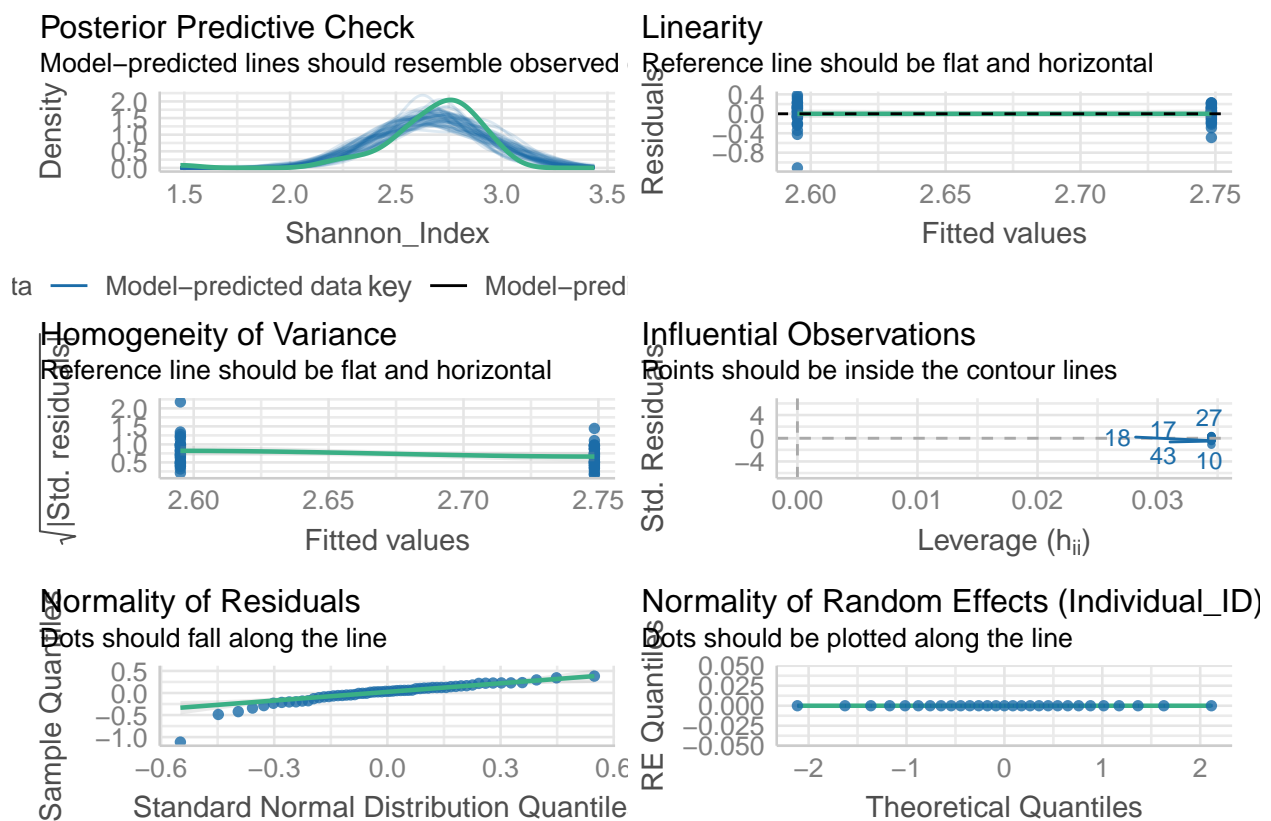 Posterior Predictive Check
Model−predicted lines should resemble observed
Density
2.0
1.5
1.0
0.5
0.0
1.5 2.0 2.5 3.0 3.5
Shannon_Index
ta Model−predicted data key Model−pred
Linearity
Reference line should be flat and horizontal
Residuals
0.4
0.0
−0.4
−0.8
2.60 2.65 2.70 2.75
Fitted values
Homogeneity of Variance
Reference line should be flat and horizontal
√|Std. residuals|
2.0
1.5
1.0
0.5
2.60 2.65 2.70 2.75
Fitted values
Influential Observations
Points should be inside the contour lines
Std. Residuals
4
0
−4
27
17
18
43
10
0.00 0.01 0.02 0.03
Leverage (hii)
Normality of Residuals
Dots should fall along the line
Sample Quantiles
0.5
0.0
−0.5
−1.0
−0.6 −0.3 0.0 0.3 0.6
Standard Normal Distribution Quantile
Normality of Random Effects (Individual_ID)
Dots should be plotted along the line
RE Quantiles
0.050
0.025
0.000
−0.025
−0.050
−2 −1 0 1 2
Theoretical Quantiles